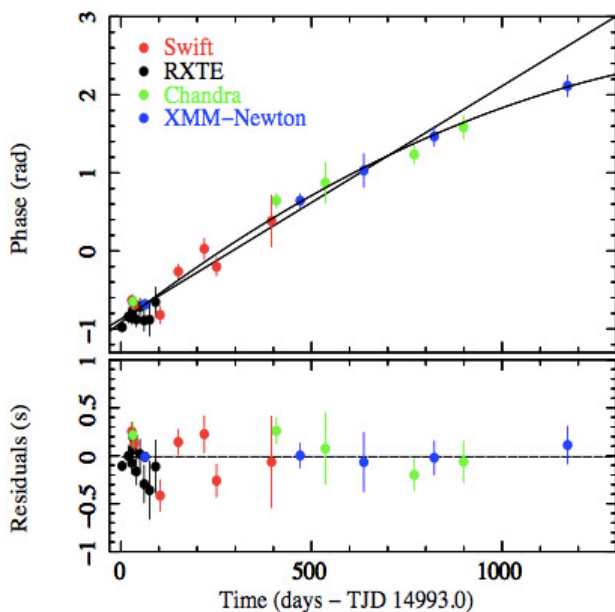 Swift
RXTE
Chandra
XMM−Newton
3
2
1
0
−1
Phase (rad)
1
0.5
0
−0.5
−1
Residuals (s)
0 500 1000
Time (days − TJD 14993.0)